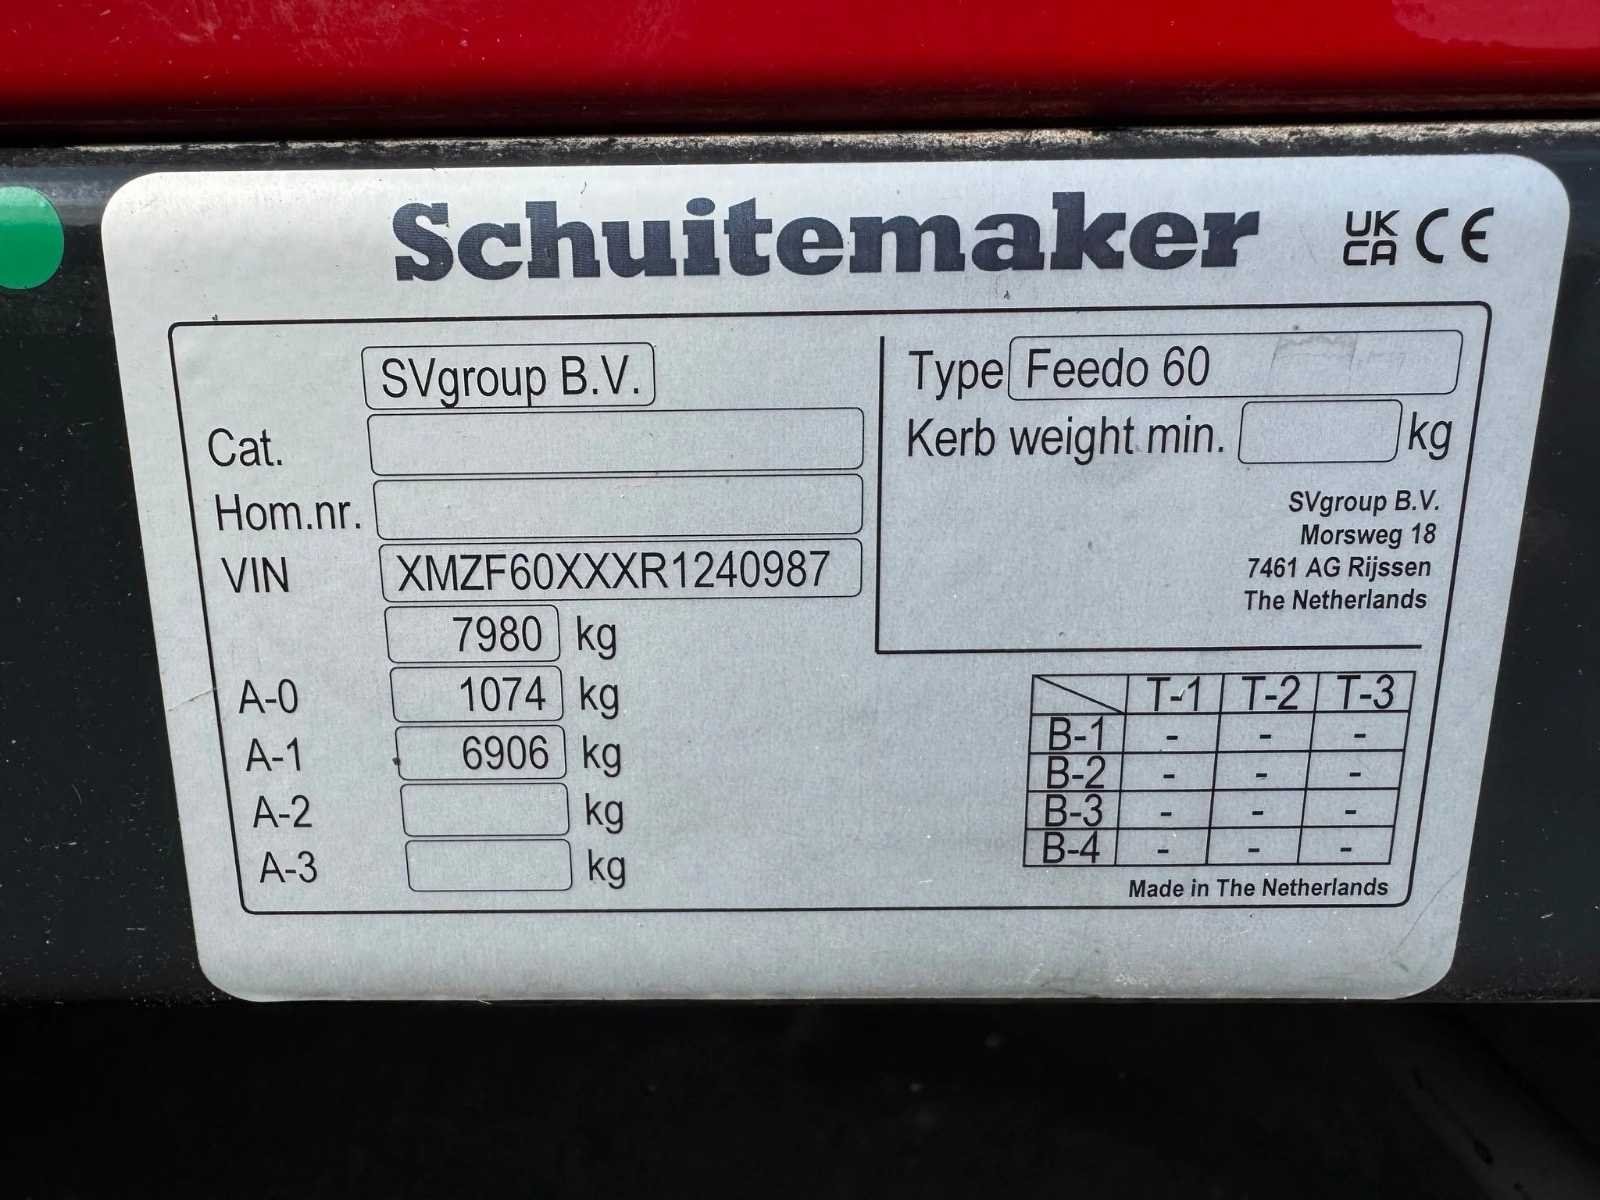 Schuitemaker
UK
CA CE
SVgroup B.V.
Cat.
Hom.nr.
VIN XMZF60XXXR1240987
7980 kg
A-0 1074 kg
A-1 6906 kg
A-2 kg
A-3 kg
Type Feedo 60
Kerb weight min. kg
SVgroup B.V.
Morsweg 18
7461 AG Rijssen
The Netherlands
T-1 T-2 T-3
B-1 - - -
B-2 - - -
B-3 - - -
B-4 - - -
Made in The Netherlands